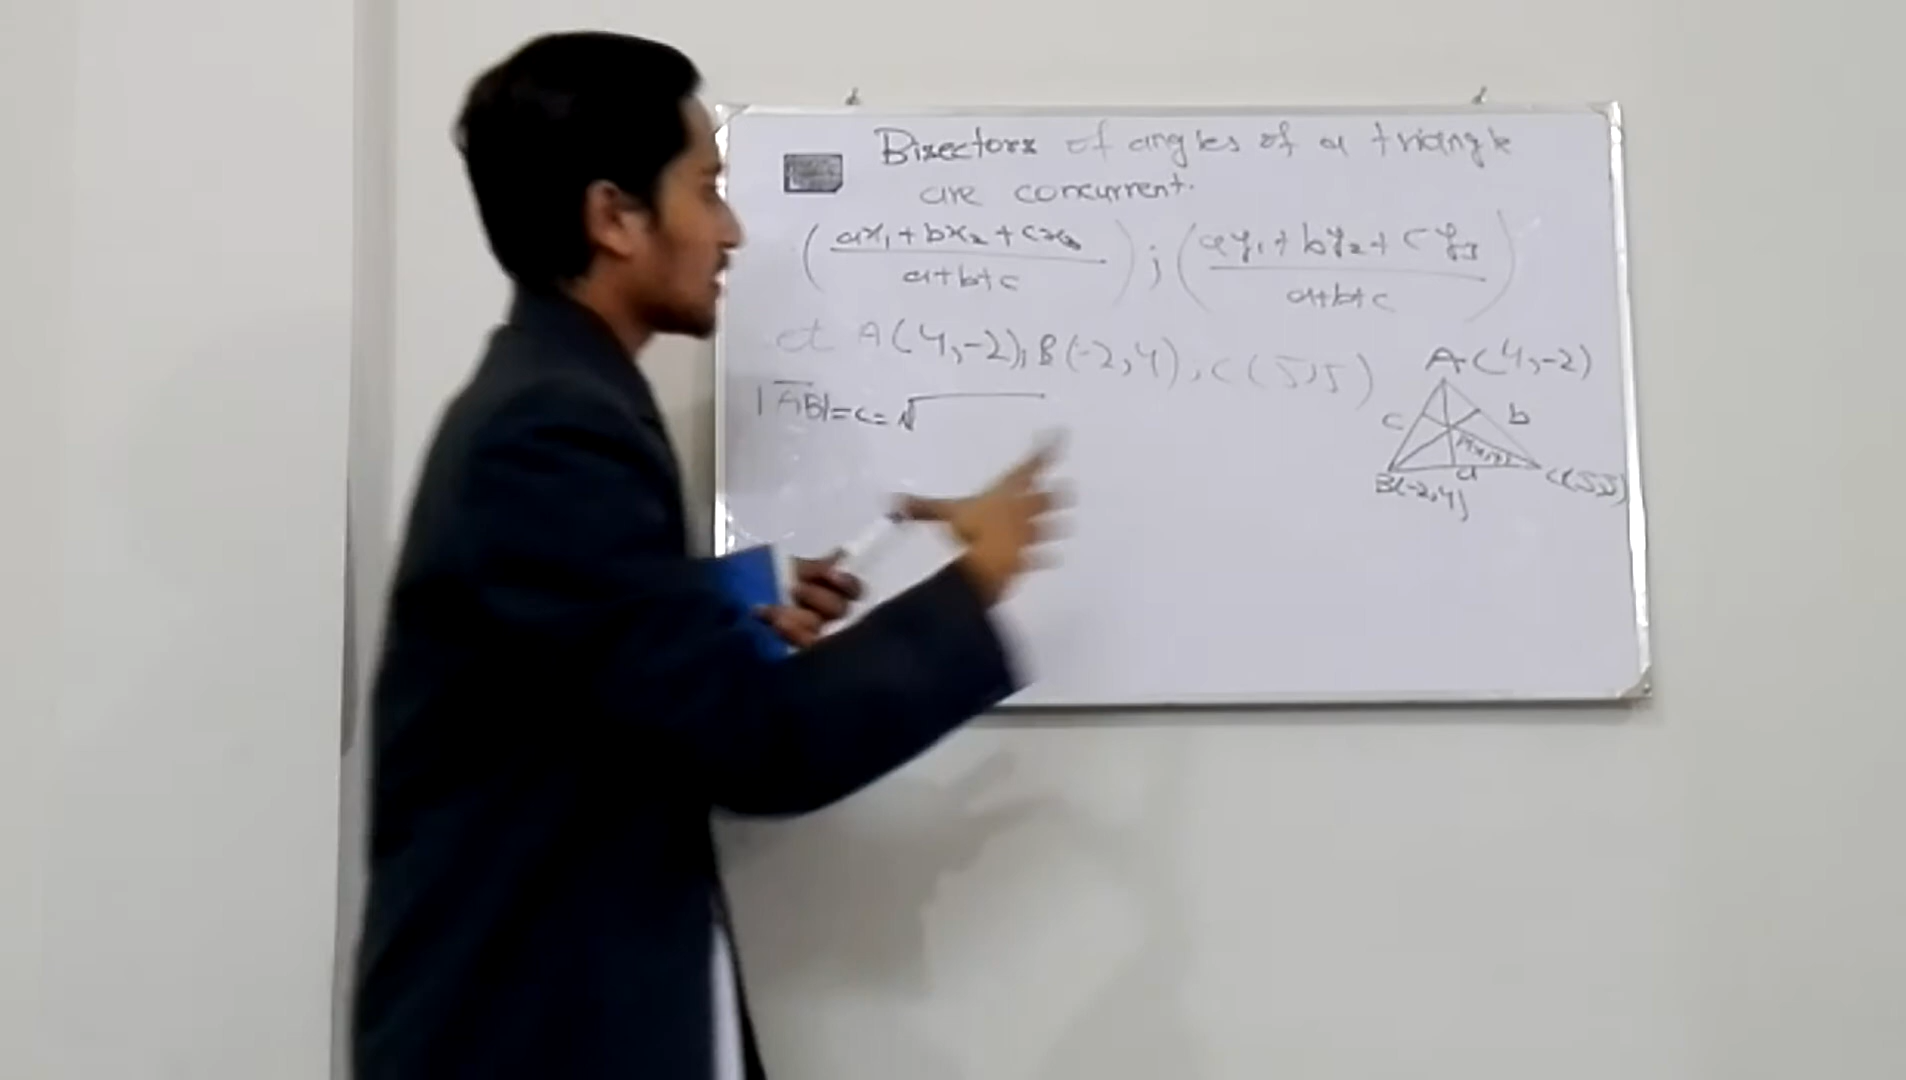 Bisectors of angles of a triangle
are concurrent.
(ax₁+bx₂+cx₃ / a+b+c) ; (ay₁+by₂+cy₃ / a+b+c)
et A(4,-2), B(-2,4), C(5,5)
|AB|=c=√
A(4,-2)
c
b
a
B(-2,4)
C(5,5)